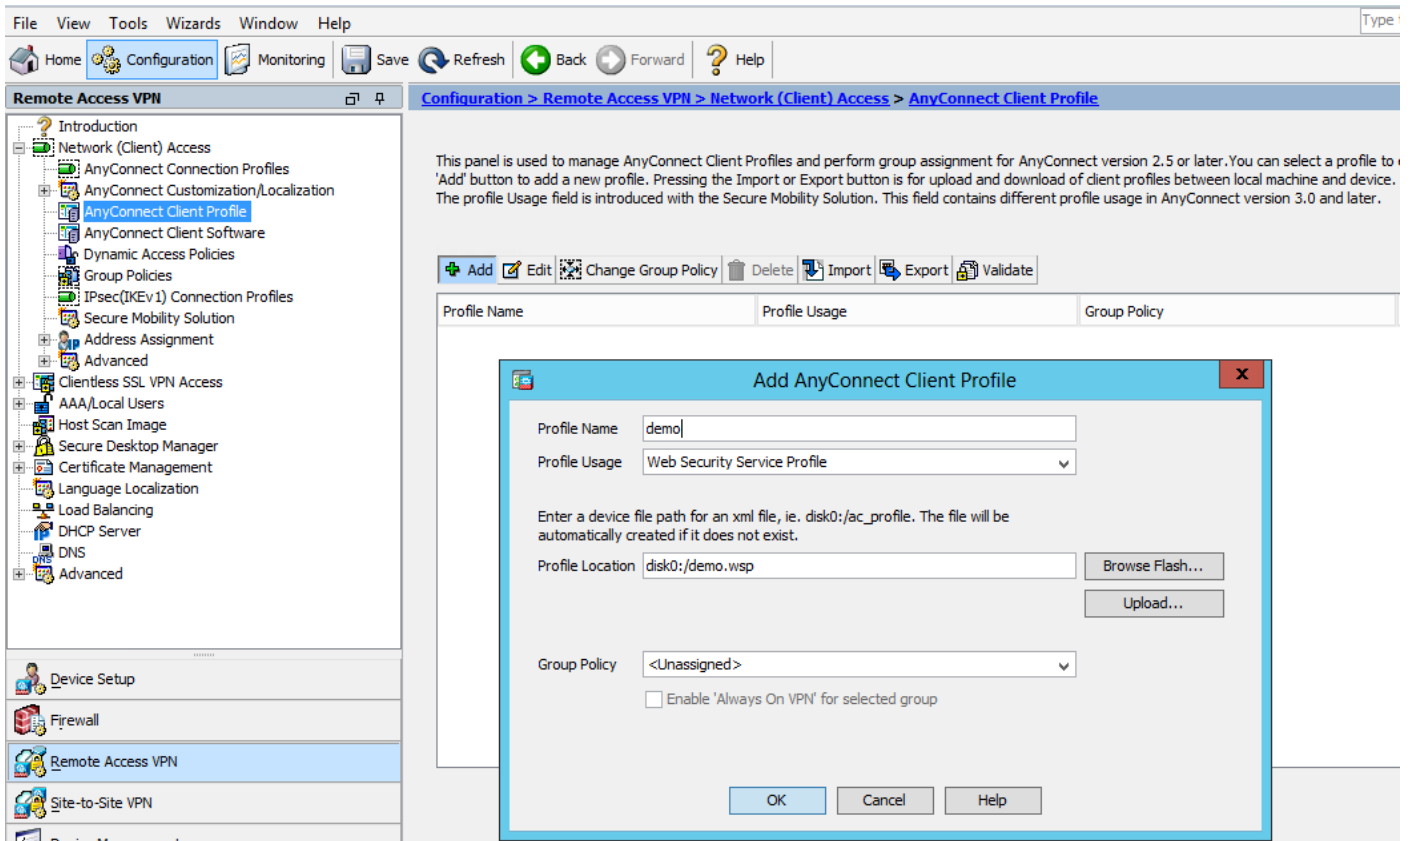 File View Tools Wizards Window Help
Type
Home Configuration Monitoring Save Refresh Back Forward Help
Remote Access VPN
Introduction
Network (Client) Access
AnyConnect Connection Profiles
AnyConnect Customization/Localization
AnyConnect Client Profile
AnyConnect Client Software
Dynamic Access Policies
Group Policies
IPsec(IKEv1) Connection Profiles
Secure Mobility Solution
Address Assignment
Advanced
Clientless SSL VPN Access
AAA/Local Users
Host Scan Image
Secure Desktop Manager
Certificate Management
Language Localization
Load Balancing
DHCP Server
DNS
Advanced
Device Setup
Firewall
Remote Access VPN
Site-to-Site VPN
Configuration > Remote Access VPN > Network (Client) Access > AnyConnect Client Profile
This panel is used to manage AnyConnect Client Profiles and perform group assignment for AnyConnect version 2.5 or later.You can select a profile to
'Add' button to add a new profile. Pressing the Import or Export button is for upload and download of client profiles between local machine and device.
The profile Usage field is introduced with the Secure Mobility Solution. This field contains different profile usage in AnyConnect version 3.0 and later.
Add Edit Change Group Policy Delete Import Export Validate
Profile Name Profile Usage Group Policy
Add AnyConnect Client Profile
X
Profile Name demo
Profile Usage Web Security Service Profile
Enter a device file path for an xml file, ie. disk0:/ac_profile. The file will be
automatically created if it does not exist.
Profile Location disk0:/demo.wsp Browse Flash...
Upload...
Group Policy <Unassigned>
Enable 'Always On VPN' for selected group
OK Cancel Help